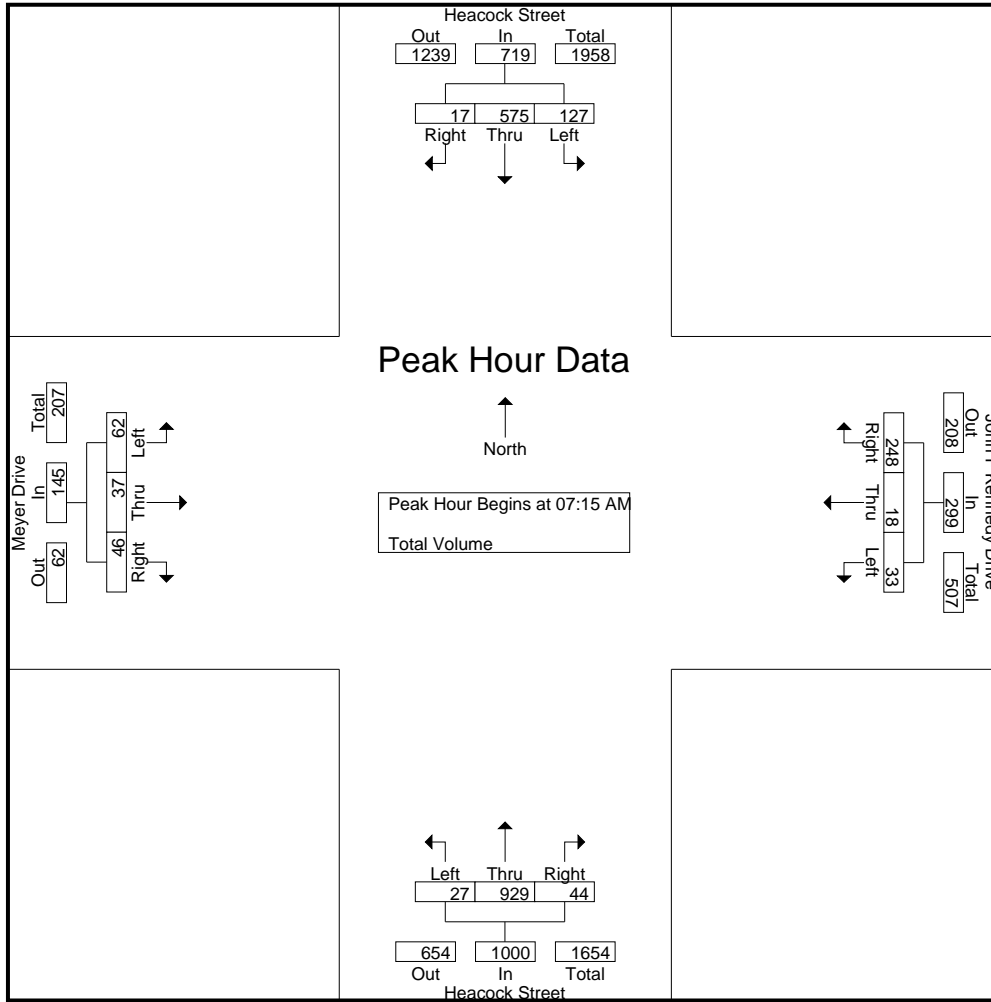 Heacock Street
Out In Total
1239 719 1958
17 575 127
Right Thru Left
Peak Hour Data
North
Peak Hour Begins at 07:15 AM
Total Volume
Meyer Drive
Out In Total
62 145 207
62 37 46
Left Thru Right
John F Kennedy Drive
Out In Total
208 299 507
248 18 33
Right Thru Left
Left Thru Right
27 929 44
654 1000 1654
Out In Total
Heacock Street